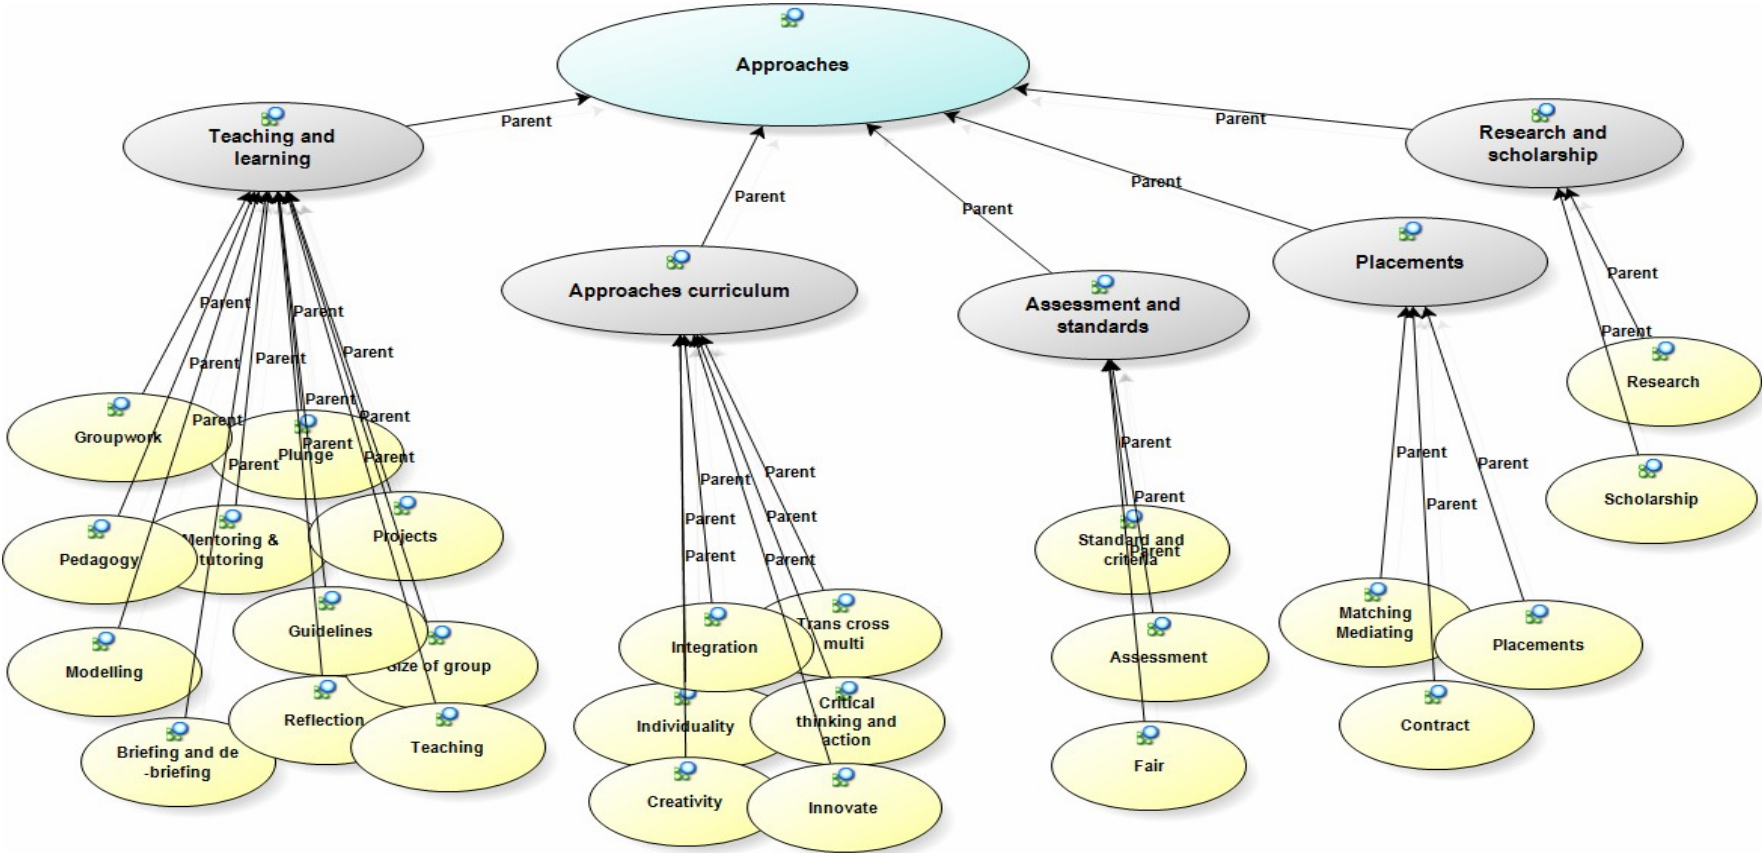 Approaches
Teaching and
learning
Parent
Parent
Research and
scholarship
Parent
Parent
Parent
Approaches curriculum
Assessment and
standards
Placements
Parent
Parent
Parent
Parent
Parent
Parent
Parent
Parent
Parent
Parent
Parent
Parent
Parent
Parent
Groupwork
Plunge
Pedagogy
Mentoring &
tutoring
Projects
Modelling
Guidelines
Size of group
Briefing and de
-briefing
Reflection
Teaching
Parent
Parent
Parent
Parent
Parent
Parent
Integration
Trans cross
multi
Individuality
Critical
thinking and
action
Creativity
Innovate
Parent
Parent
Parent
Standard and
criteria
Assessment
Fair
Parent
Parent
Parent
Matching
Mediating
Placements
Contract
Research
Scholarship